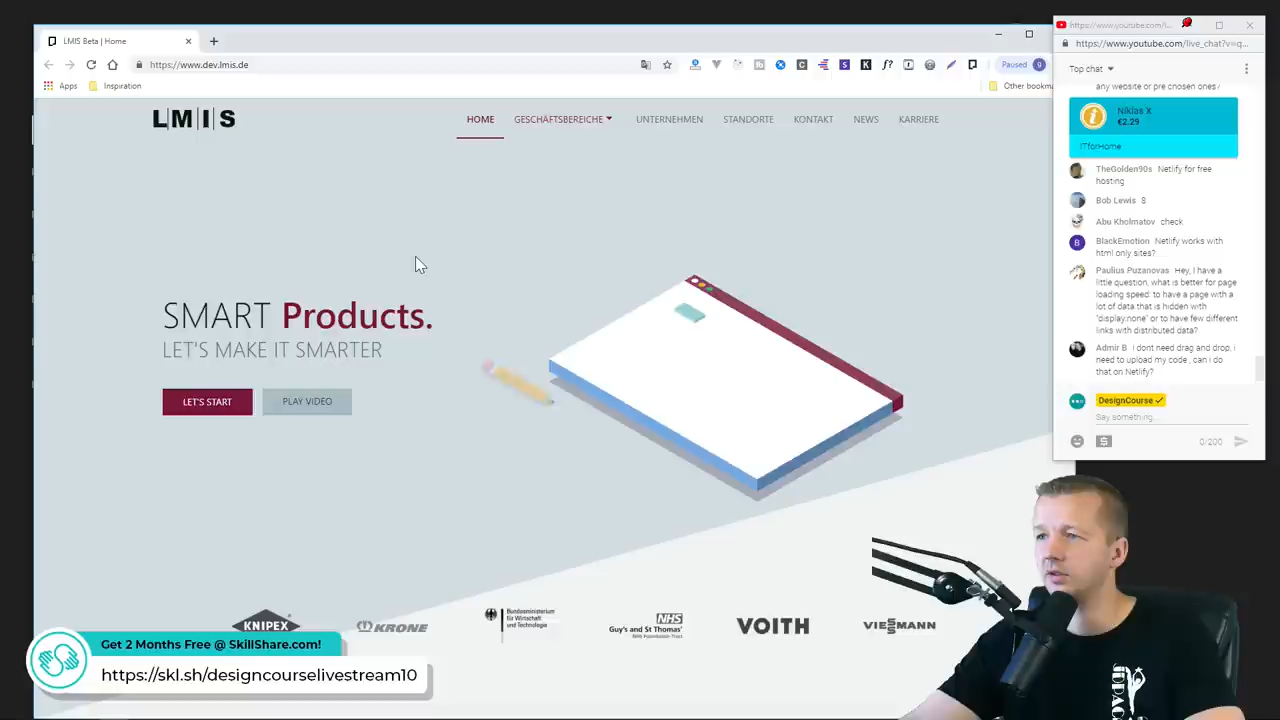 LMIS Beta | Home
https://www.dev.lmis.de
Paused 9
Apps
Inspiration
Other bookma
L|M|I|S
HOME
GESCHÄFTSBEREICHE
UNTERNEHMEN
STANDORTE
KONTAKT
NEWS
KARRIERE
SMART Products.
LET'S MAKE IT SMARTER
LET'S START
PLAY VIDEO
KNIPEX
KRONE
Bundesministerium
für Wirtschaft
und Technologie
NHS
Guy's and St Thomas'
NHS Foundation Trust
VOITH
VIESMANN
Get 2 Months Free @ SkillShare.com!
https://skl.sh/designcourselivestream10
https://www.youtube.com/l...
https://www.youtube.com/live_chat?v=q...
Top chat
any website or pre chosen ones?
Niklas X
€2.29
ITforHome
TheGolden90s Netlify for free
hosting
Bob Lewis 8
Abu Kholmatov check
B
BlackEmotion Netlify works with
html only sites?
Paulius Puzanovas Hey, I have a
little question, what is better for page
loading speed: to have a page with a
lot of data that is hidden with
"display:none" or to have few different
links with distributed data?
Admir B I dont need drag and drop, i
need to upload my code , can i do
that on Netlify?
DesignCourse
Say something...
0/200